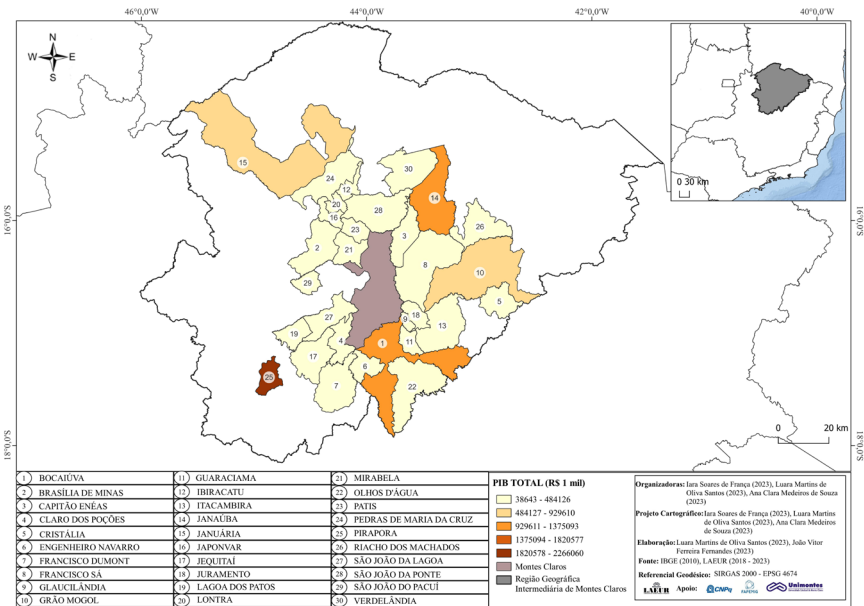 46°0,0'W
44°0,0'W
42°0,0'W
40°0,0'W
N
W
E
S
0 30 km
16°0,0'S
16°0,0'S
15
24
12
20
16
30
14
28
23
21
3
2
8
26
10
29
5
27
9
18
19
13
4
1
11
17
6
25
7
22
0
20 km
18°0,0'S
18°0,0'S
1 BOCAIÚVA
2 BRASÍLIA DE MINAS
3 CAPITÃO ENÉAS
4 CLARO DOS POÇÕES
5 CRISTÁLIA
6 ENGENHEIRO NAVARRO
7 FRANCISCO DUMONT
8 FRANCISCO SÁ
9 GLAUCILÂNDIA
10 GRÃO MOGOL
11 GUARACIAMA
12 IBIRACATU
13 ITACAMBIRA
14 JANAÚBA
15 JANUÁRIA
16 JAPONVAR
17 JEQUITAÍ
18 JURAMENTO
19 LAGOA DOS PATOS
20 LONTRA
21 MIRABELA
22 OLHOS D'ÁGUA
23 PATIS
24 PEDRAS DE MARIA DA CRUZ
25 PIRAPORA
26 RIACHO DOS MACHADOS
27 SÃO JOÃO DA LAGOA
28 SÃO JOÃO DA PONTE
29 SÃO JOÃO DO PACUÍ
30 VERDELÂNDIA
PIB TOTAL (R$ 1 mil)
38643 - 484126
484127 - 929610
929611 - 1375093
1375094 - 1820577
1820578 - 2266060
Montes Claros
Região Geográfica
Intermediária de Montes Claros
Organizadoras: Iara Soares de França (2023), Luara Martins de
Oliva Santos (2023), Ana Clara Medeiros de Souza
(2023)
Projeto Cartográfico: Iara Soares de França (2023), Luara Martins
de Oliva Santos (2023), Ana Clara Medeiros
de Souza (2023)
Elaboração: Luara Martins de Oliva Santos (2023), João Vitor
Ferreira Fernandes (2023)
Fonte: IBGE (2010), LAEUR (2018 - 2023)
Referencial Geodésico: SIRGAS 2000 - EPSG 4674
LAEUR
Apoio:
CNPq
FAPEMIG
Unimontes